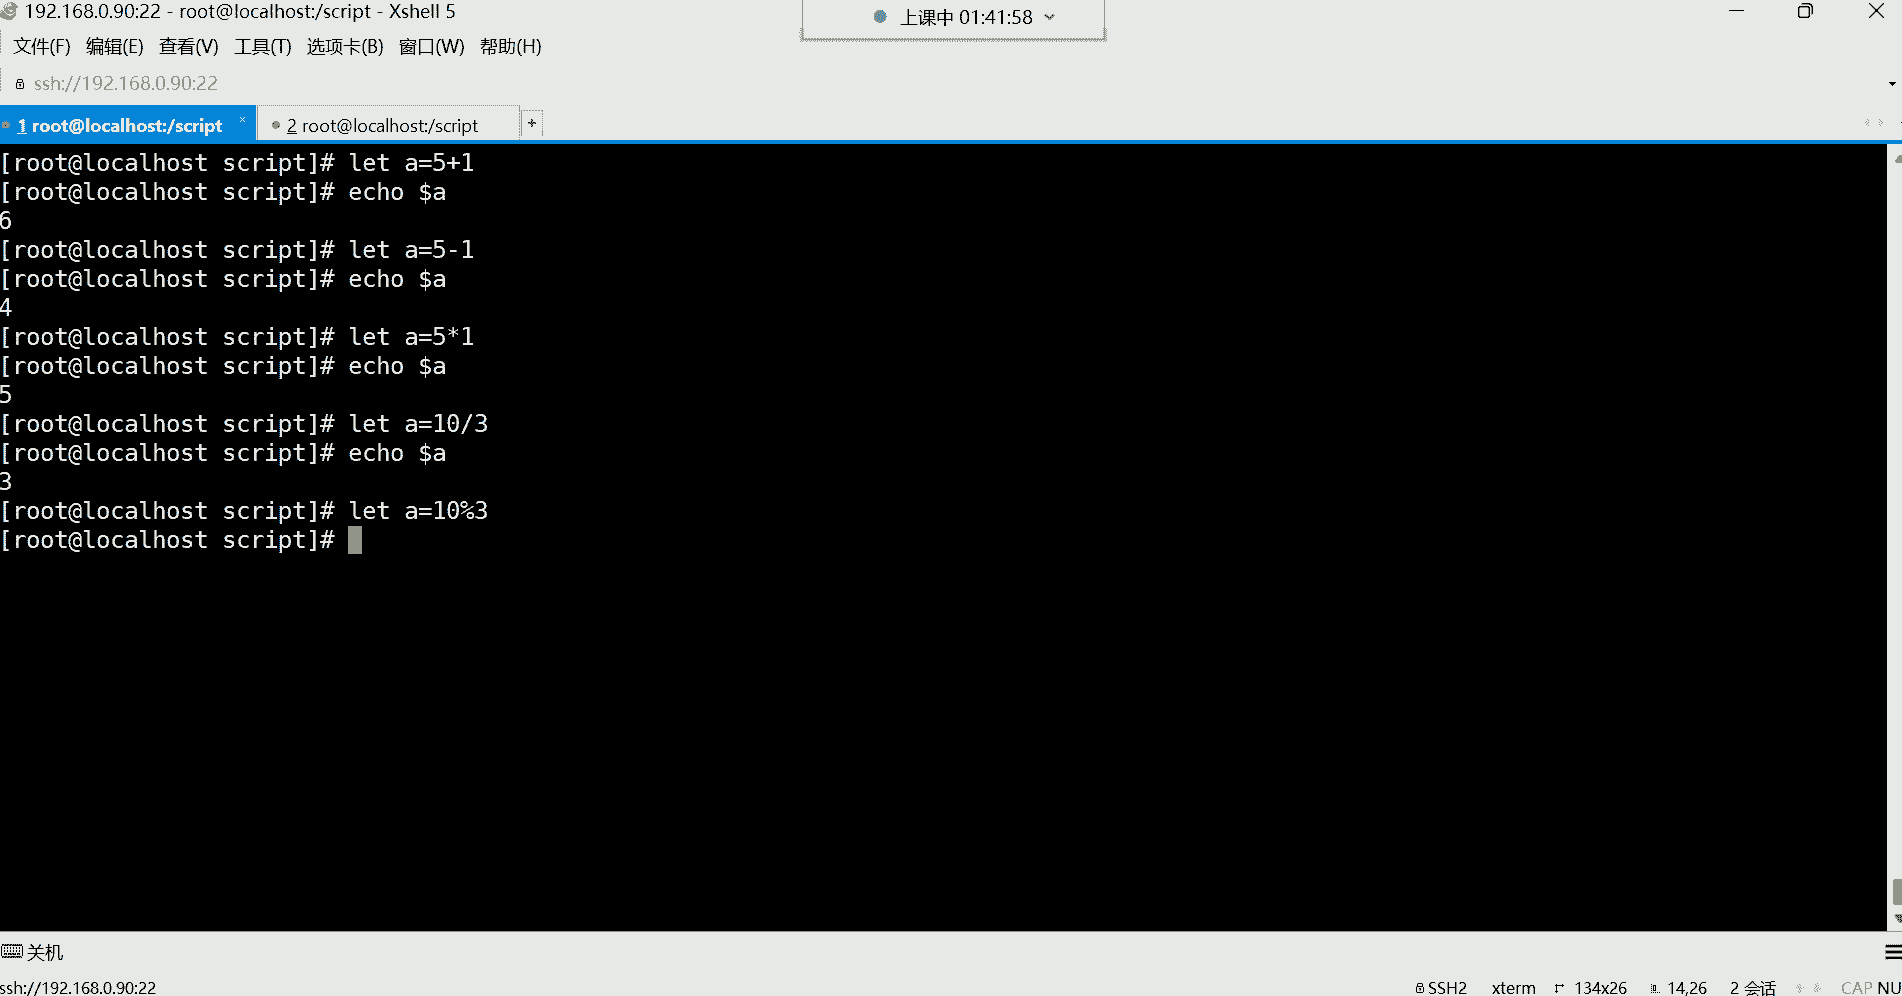 192.168.0.90:22 - root@localhost:/script - Xshell 5
上课中 01:41:58
文件(F) 编辑(E) 查看(V) 工具(T) 选项卡(B) 窗口(W) 帮助(H)
ssh://192.168.0.90:22
1 root@localhost:/script × 2 root@localhost:/script +
[root@localhost script]# let a=5+1
[root@localhost script]# echo $a
6
[root@localhost script]# let a=5-1
[root@localhost script]# echo $a
4
[root@localhost script]# let a=5*1
[root@localhost script]# echo $a
5
[root@localhost script]# let a=10/3
[root@localhost script]# echo $a
3
[root@localhost script]# let a=10%3
[root@localhost script]#
关机
ssh://192.168.0.90:22 SSH2 xterm 134x26 14,26 2 会话 CAP NU